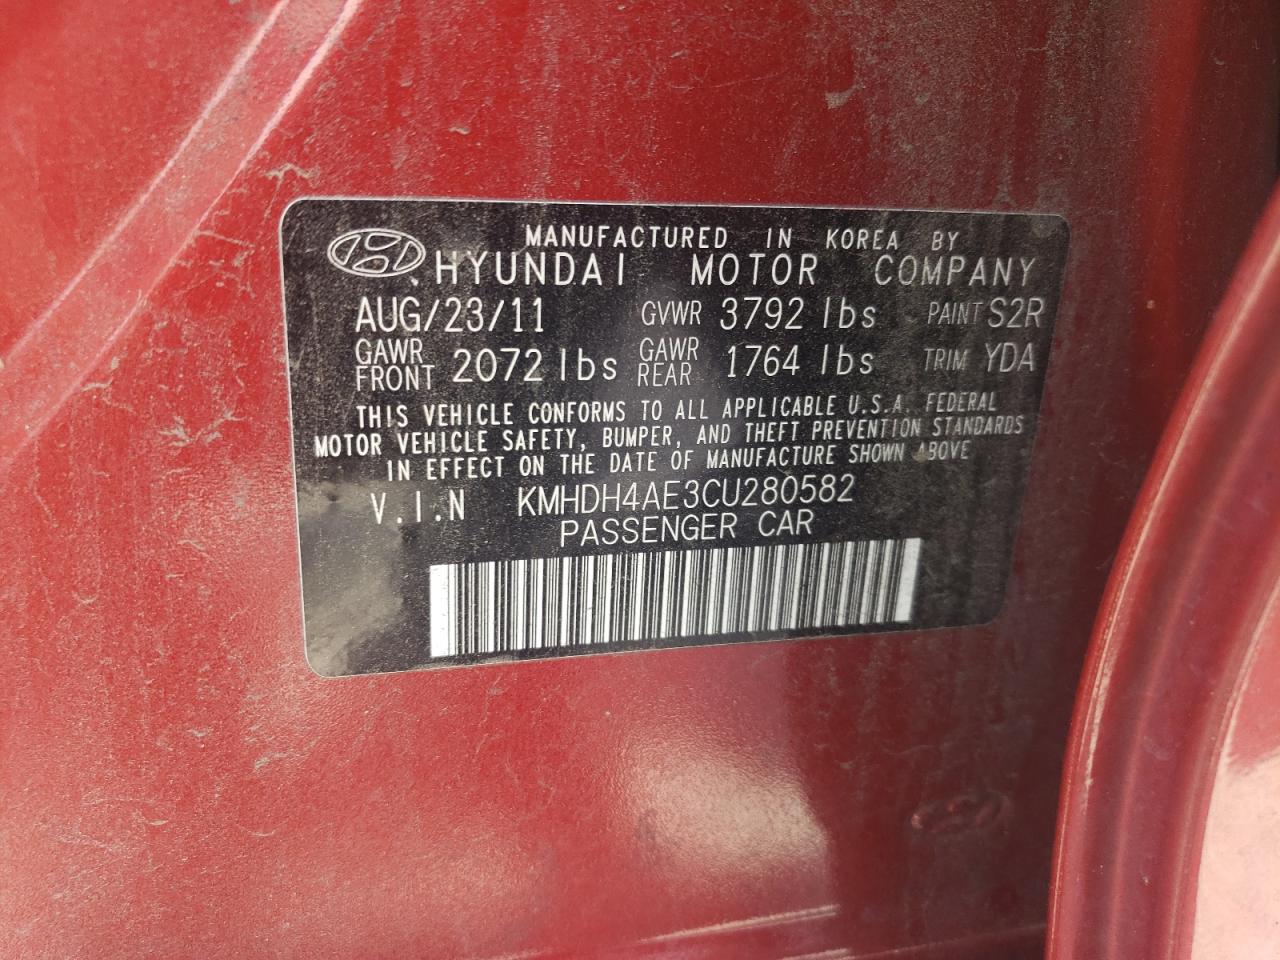 MANUFACTURED IN KOREA BY
HYUNDAI MOTOR COMPANY
AUG/23/11 GVWR 3792 lbs PAINT S2R
GAWR FRONT 2072 lbs GAWR REAR 1764 lbs TRIM YDA
THIS VEHICLE CONFORMS TO ALL APPLICABLE U.S.A. FEDERAL
MOTOR VEHICLE SAFETY, BUMPER, AND THEFT PREVENTION STANDARDS
IN EFFECT ON THE DATE OF MANUFACTURE SHOWN ABOVE
V.I.N KMHDH4AE3CU280582
PASSENGER CAR